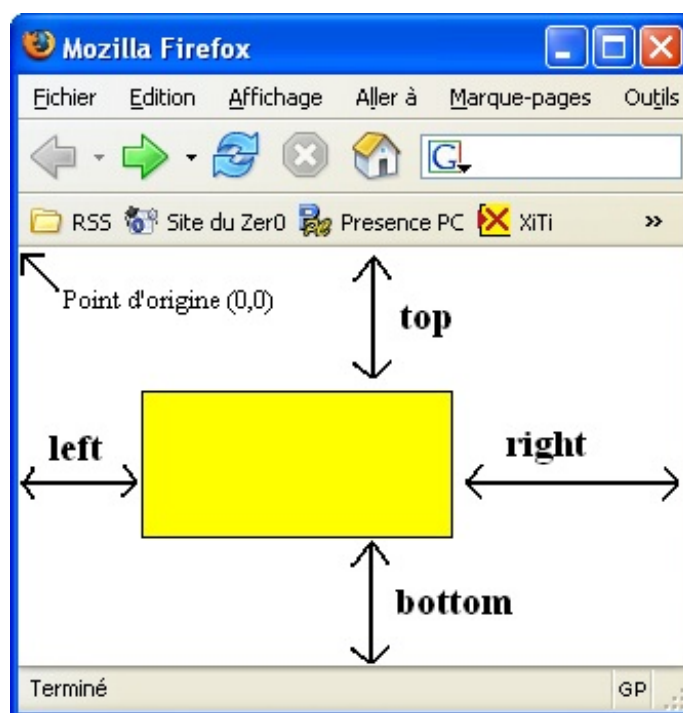 Mozilla Firefox
Fichier Edition Affichage Aller à Marque-pages Outils
G
RSS Site du Zer0 Presence PC XiTi »
Point d'origine (0,0)
top
left
right
bottom
Terminé GP